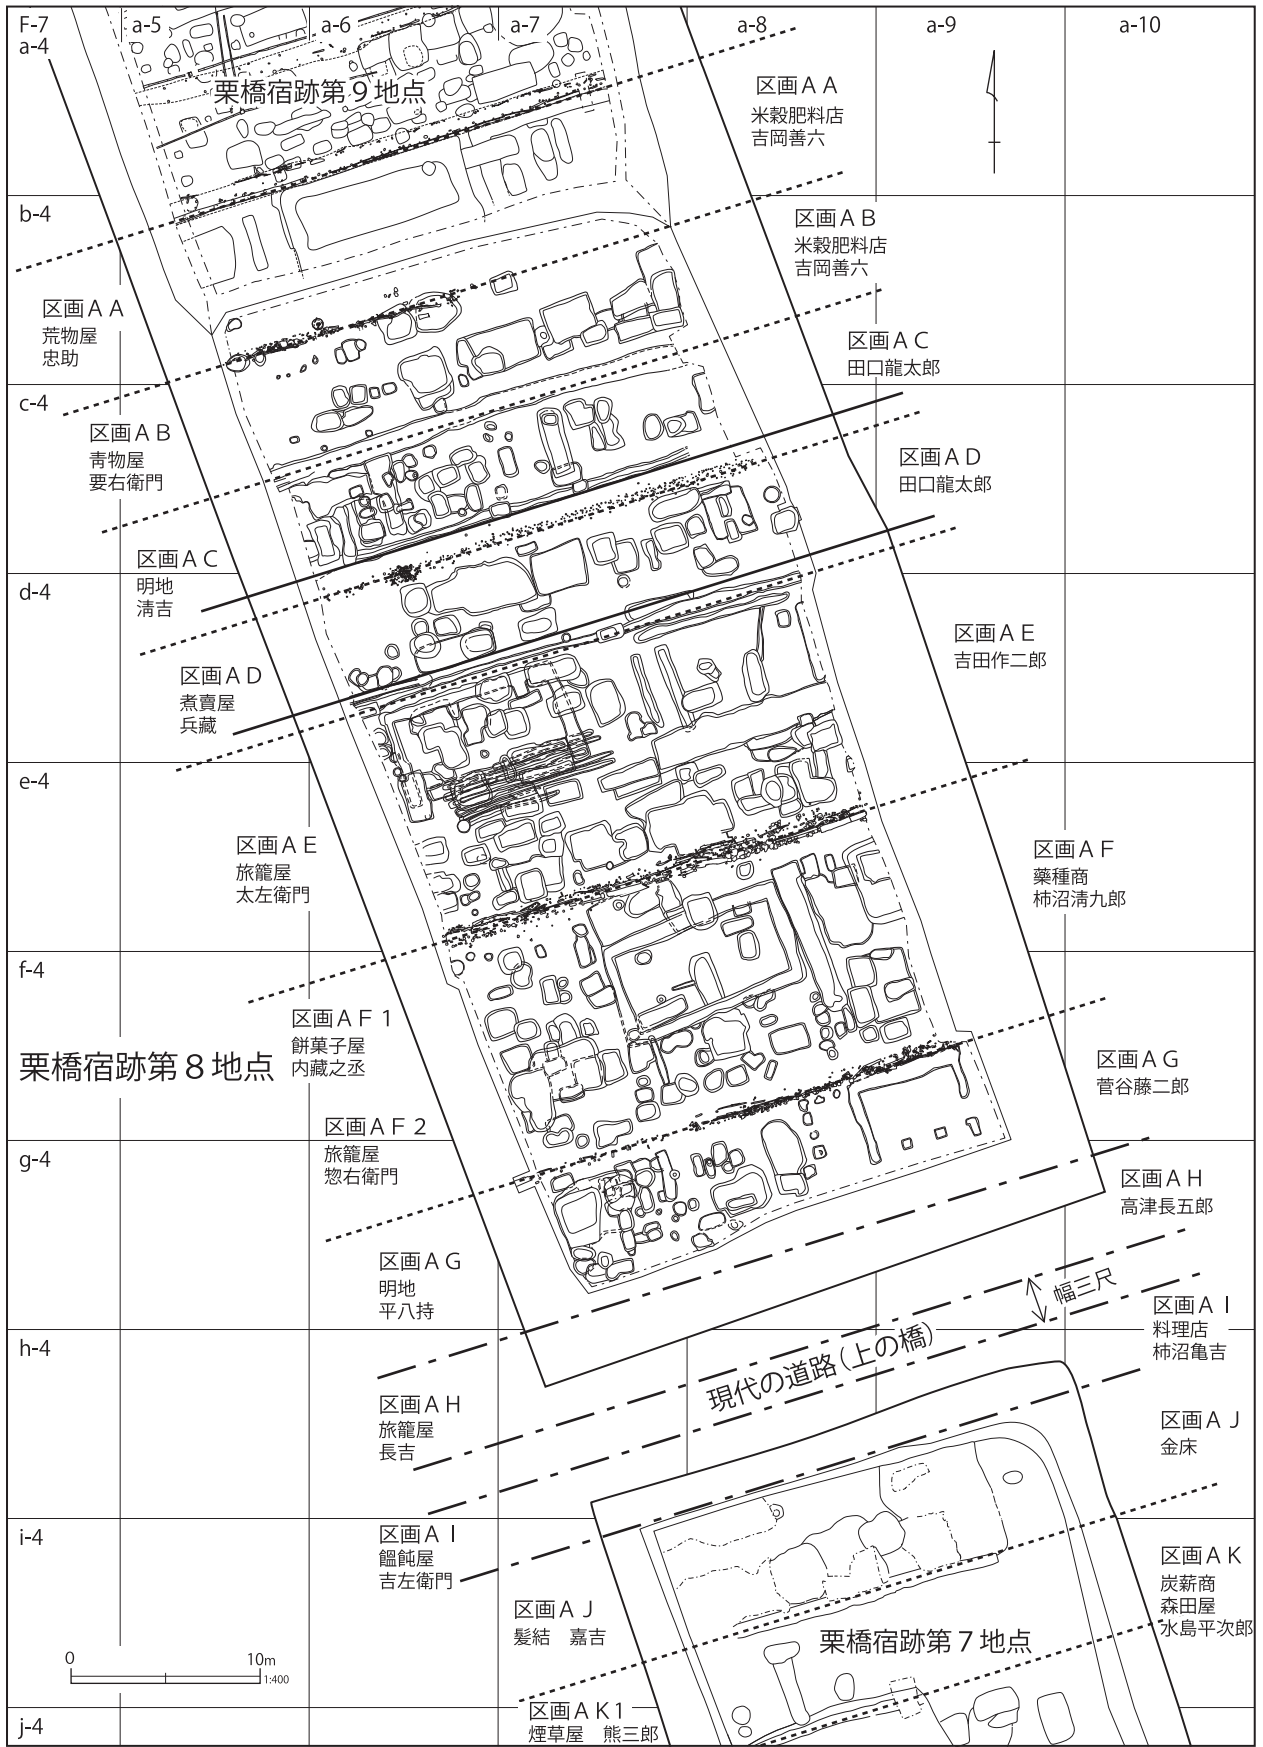 F-7
a-4
a-5
a-6
a-7
a-8
a-9
a-10
栗橋宿跡第９地点
区画ＡＡ
米穀肥料店
吉岡善六
b-4
区画ＡＢ
米穀肥料店
吉岡善六
区画ＡＡ
荒物屋
忠助
区画ＡＣ
田口龍太郎
c-4
区画ＡＢ
靑物屋
要右衛門
区画ＡＤ
田口龍太郎
区画ＡＣ
明地
淸吉
d-4
区画ＡＥ
吉田作二郎
区画ＡＤ
煮賣屋
兵藏
e-4
区画ＡＥ
旅籠屋
太左衛門
区画ＡＦ
藥種商
柿沼淸九郎
f-4
区画ＡＦ１
餅菓子屋
内藏之丞
栗橋宿跡第８地点
区画ＡＧ
菅谷藤二郎
区画ＡＦ２
旅籠屋
惣右衛門
g-4
区画ＡＨ
高津長五郎
区画ＡＧ
明地
平八持
幅三尺
区画ＡＩ
料理店
柿沼亀吉
h-4
現代の道路（上の橋）
区画ＡＨ
旅籠屋
長吉
区画ＡＪ
金床
i-4
区画ＡＩ
饂飩屋
吉左衛門
区画ＡＫ
炭薪商
森田屋
水島平次郎
区画ＡＪ
髪結　嘉吉
栗橋宿跡第７地点
0
10m
1:400
区画ＡＫ１
煙草屋　熊三郎
j-4